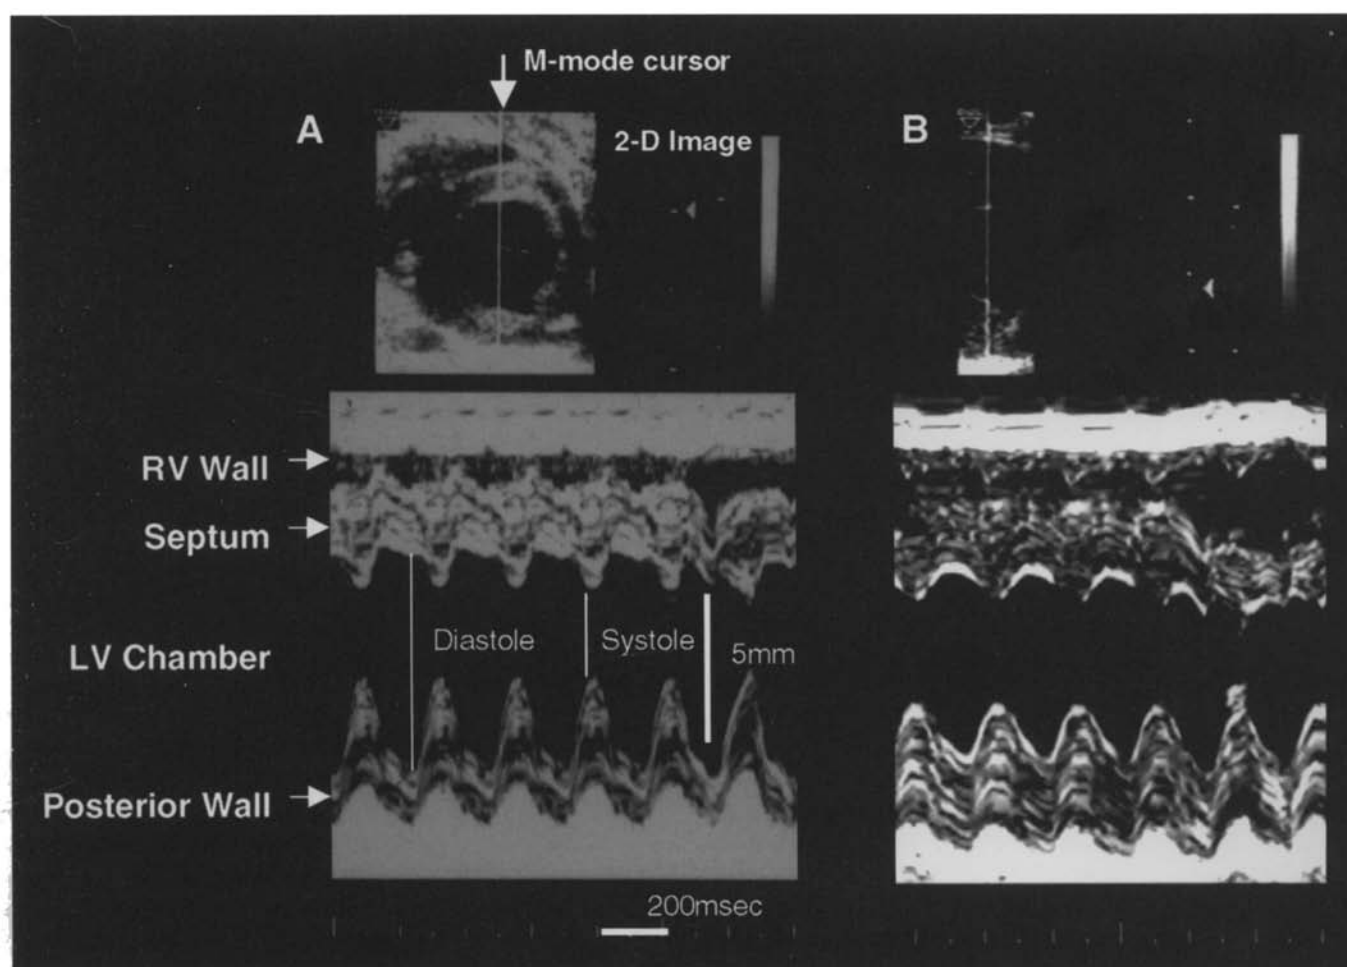 M-mode cursor
A
2-D Image
B
RV Wall
Septum
LV Chamber
Diastole
Systole
5mm
Posterior Wall
200msec